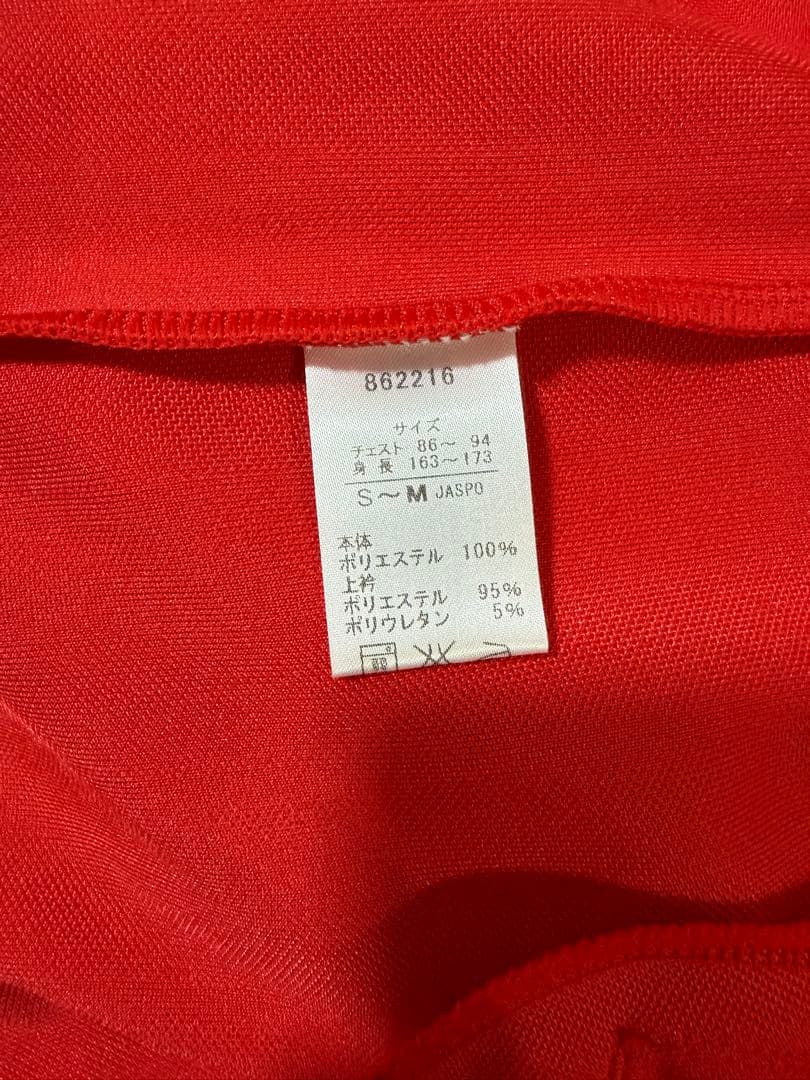 862216
サイズ
チェスト 86～ 94
身長 163～173
S～M JASPO
本体
ポリエステル 100%
上衿
ポリエステル 95%
ポリウレタン 5%